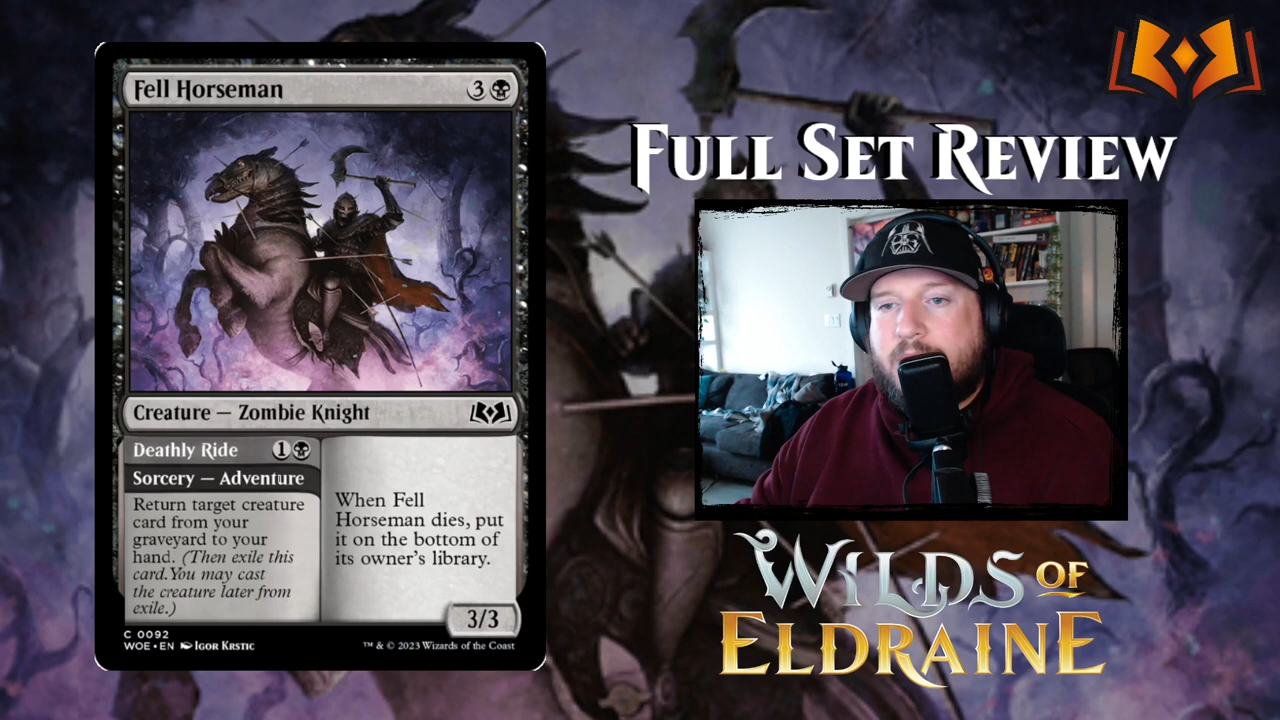 Fell Horseman 3
Creature — Zombie Knight
Deathly Ride 1
Sorcery — Adventure
Return target creature
card from your
graveyard to your
hand. (Then exile this
card.You may cast
the creature later from
exile.)
When Fell
Horseman dies, put
it on the bottom of
its owner's library.
3/3
C 0092
WOE • EN Igor Krstic
™ & © 2023 Wizards of the Coast
Full Set Review
Wilds of
Eldraine